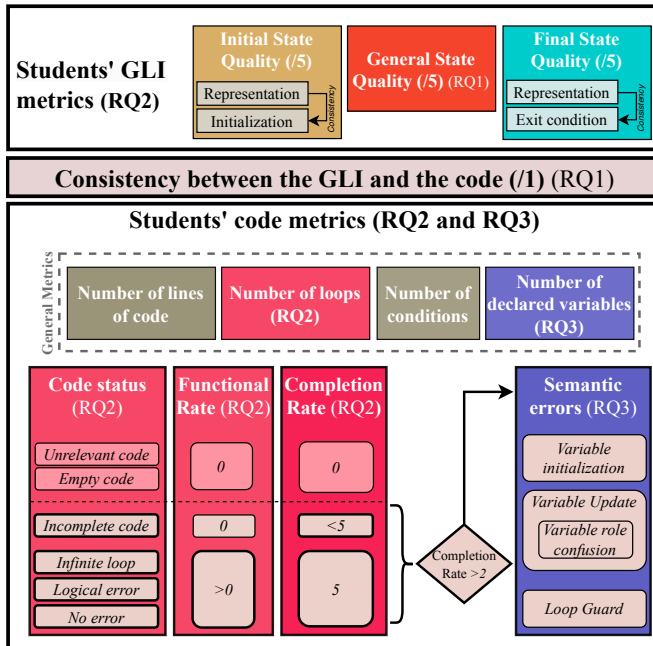 Students' GLI
metrics (RQ2)
Initial State
Quality (/5)
Representation
Initialization
Consistency
General State
Quality (/5) (RQ1)
Final State
Quality (/5)
Representation
Exit condition
Consistency
Consistency between the GLI and the code (/1) (RQ1)
Students' code metrics (RQ2 and RQ3)
General Metrics
Number of lines
of code
Number of loops
(RQ2)
Number of
conditions
Number of
declared variables
(RQ3)
Code status
(RQ2)
Unrelevant code
Empty code
Incomplete code
Infinite loop
Logical error
No error
Functional
Rate (RQ2)
0
0
>0
Completion
Rate (RQ2)
0
<5
5
Completion
Rate >2
Semantic
errors (RQ3)
Variable
initialization
Variable Update
Variable role
confusion
Loop Guard